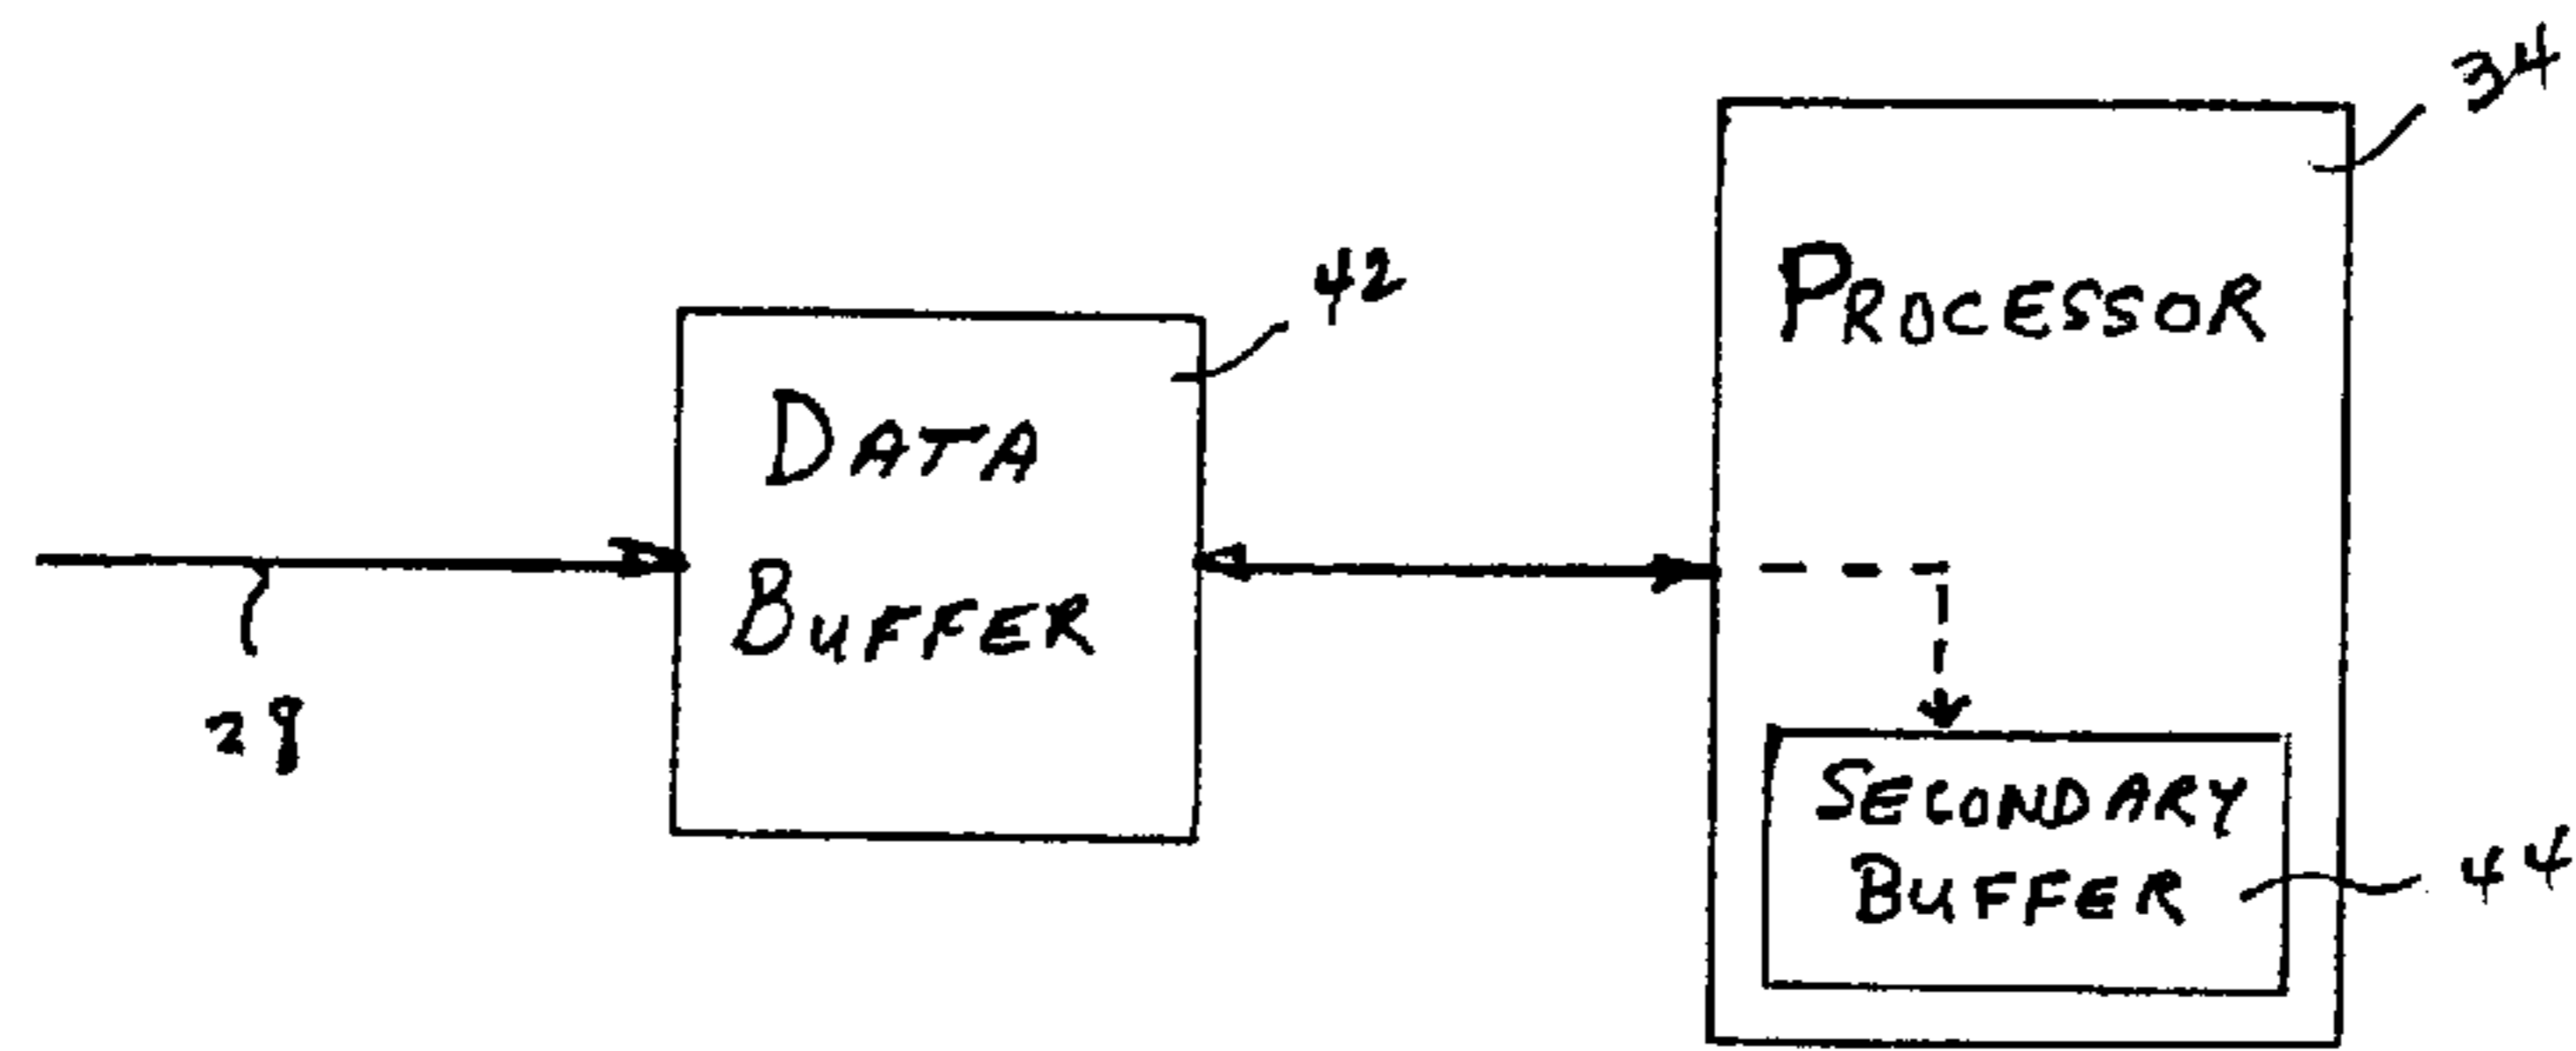 34
42
PROCESSOR
DATA
BUFFER
28
SECONDARY
BUFFER
44